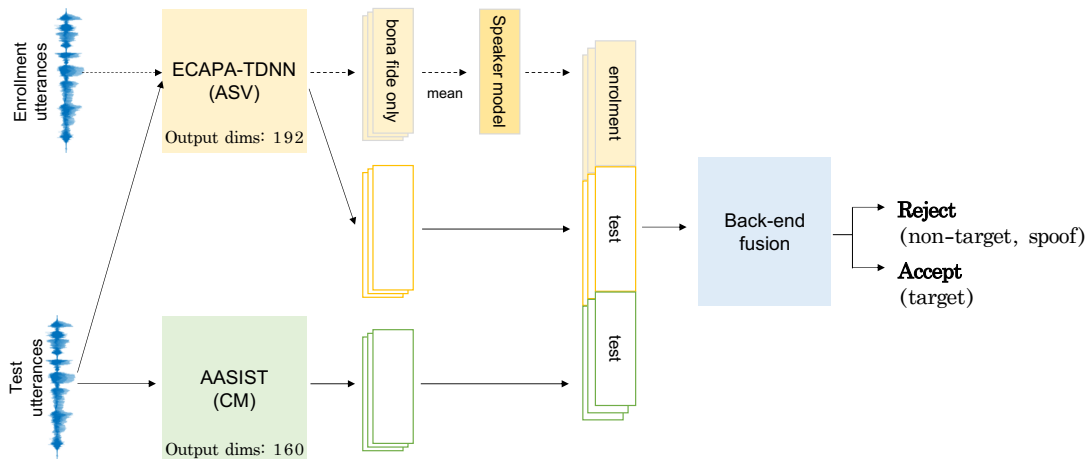 Enrollment
utterances
ECAPA-TDNN
(ASV)
Output dims: 192
bona fide only
mean
Speaker model
enrolment
test
test
Back-end
fusion
Reject
(non-target, spoof)
Accept
(target)
Test
utterances
AASIST
(CM)
Output dims: 160